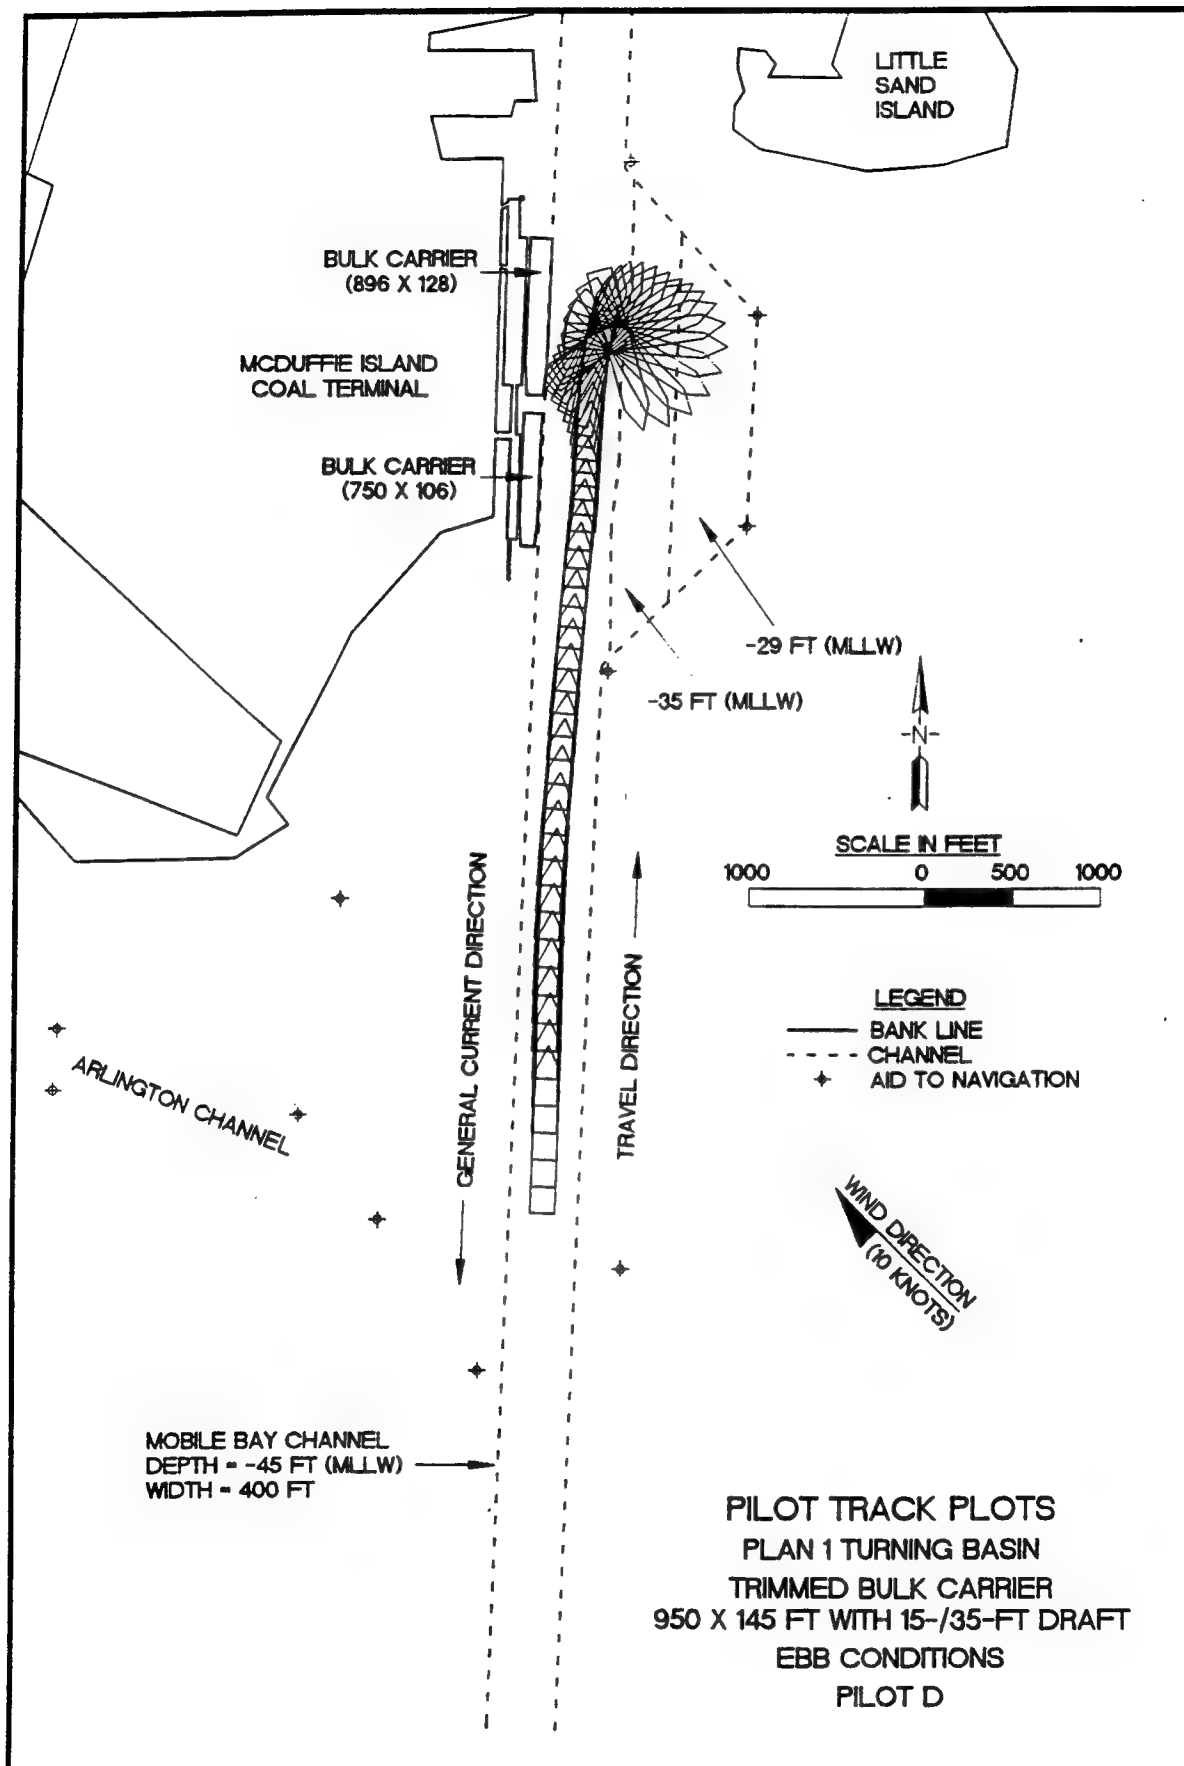 LITTLE
SAND
ISLAND
BULK CARRIER
(896 X 128)
MCDUFFIE ISLAND
COAL TERMINAL
BULK CARRIER
(750 X 106)
-29 FT (MLLW)
-35 FT (MLLW)
-N-
SCALE IN FEET
1000 0 500 1000
GENERAL CURRENT DIRECTION
TRAVEL DIRECTION
LEGEND
BANK LINE
CHANNEL
AID TO NAVIGATION
ARLINGTON CHANNEL
WIND DIRECTION
(10 KNOTS)
MOBILE BAY CHANNEL
DEPTH = -45 FT (MLLW)
WIDTH = 400 FT
PILOT TRACK PLOTS
PLAN 1 TURNING BASIN
TRIMMED BULK CARRIER
950 X 145 FT WITH 15-/35-FT DRAFT
EBB CONDITIONS
PILOT D